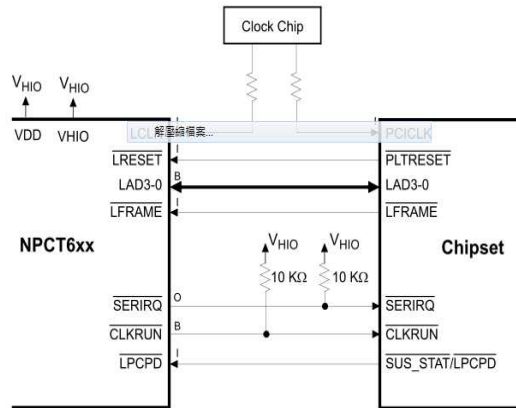 Clock Chip
VHIO VHIO
VDD VHIO
LCL 解壓縮檔案... I PCICLK
LRESET I PLTRESET
LAD3-0 B LAD3-0
LFRAME I LFRAME
NPCT6xx
VHIO VHIO
Chipset
10 KΩ 10 KΩ
SERIRQ O SERIRQ
CLKRUN B CLKRUN
LPCPD I SUS_STAT/LPCPD